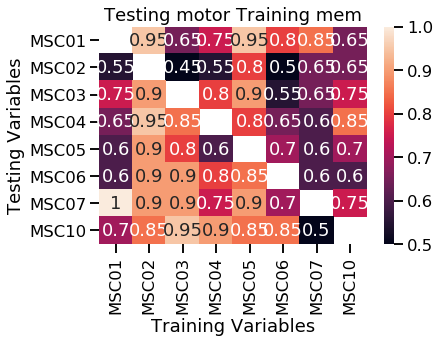 Testing motor Training mem
Testing Variables
MSC01 0.95 0.65 0.75 0.95 0.8 0.85 0.65
MSC02 0.55 0.45 0.55 0.8 0.5 0.65 0.65
MSC03 0.75 0.9 0.8 0.9 0.55 0.65 0.75
MSC04 0.65 0.95 0.85 0.8 0.65 0.6 0.85
MSC05 0.6 0.9 0.8 0.6 0.7 0.6 0.7
MSC06 0.6 0.9 0.9 0.8 0.85 0.6 0.6
MSC07 1 0.9 0.9 0.75 0.9 0.7 0.75
MSC10 0.7 0.85 0.95 0.9 0.85 0.85 0.5
MSC01 MSC02 MSC03 MSC04 MSC05 MSC06 MSC07 MSC10
Training Variables
1.0
0.9
0.8
0.7
0.6
0.5